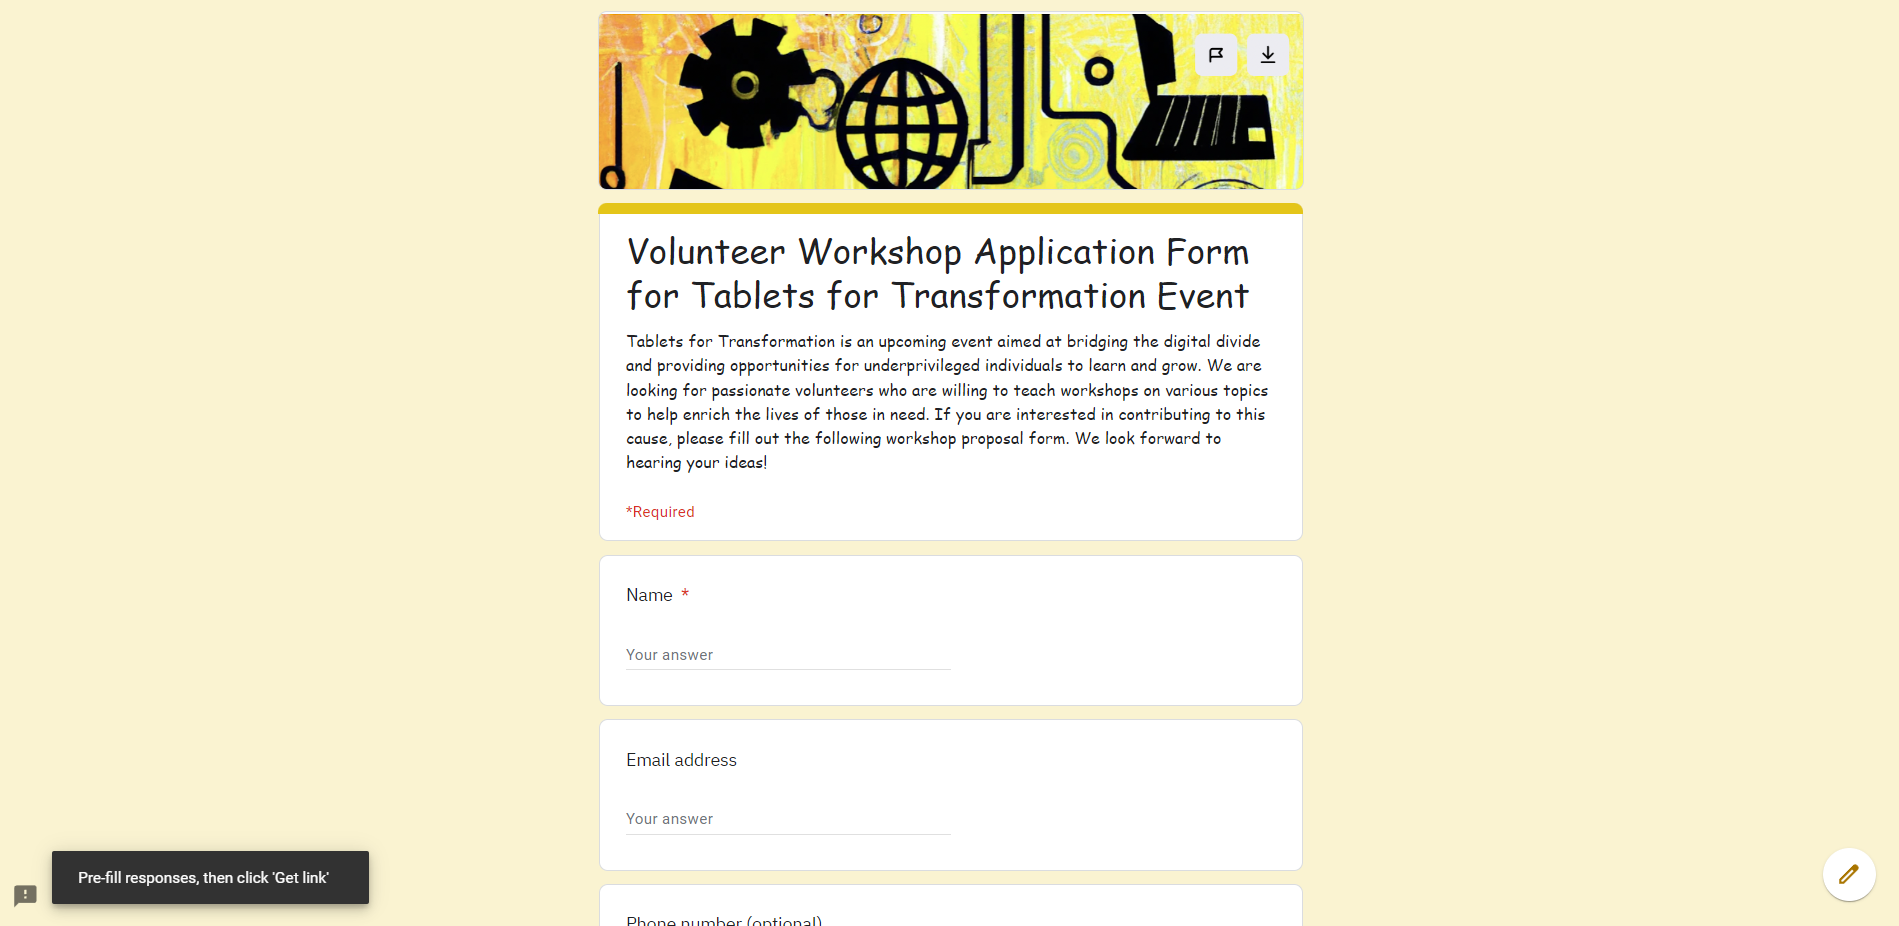 Volunteer Workshop Application Form
for Tablets for Transformation Event
Tablets for Transformation is an upcoming event aimed at bridging the digital divide
and providing opportunities for underprivileged individuals to learn and grow. We are
looking for passionate volunteers who are willing to teach workshops on various topics
to help enrich the lives of those in need. If you are interested in contributing to this
cause, please fill out the following workshop proposal form. We look forward to
hearing your ideas!
*Required
Name *
Your answer
Email address
Your answer
Phone number (optional)
Pre-fill responses, then click 'Get link'